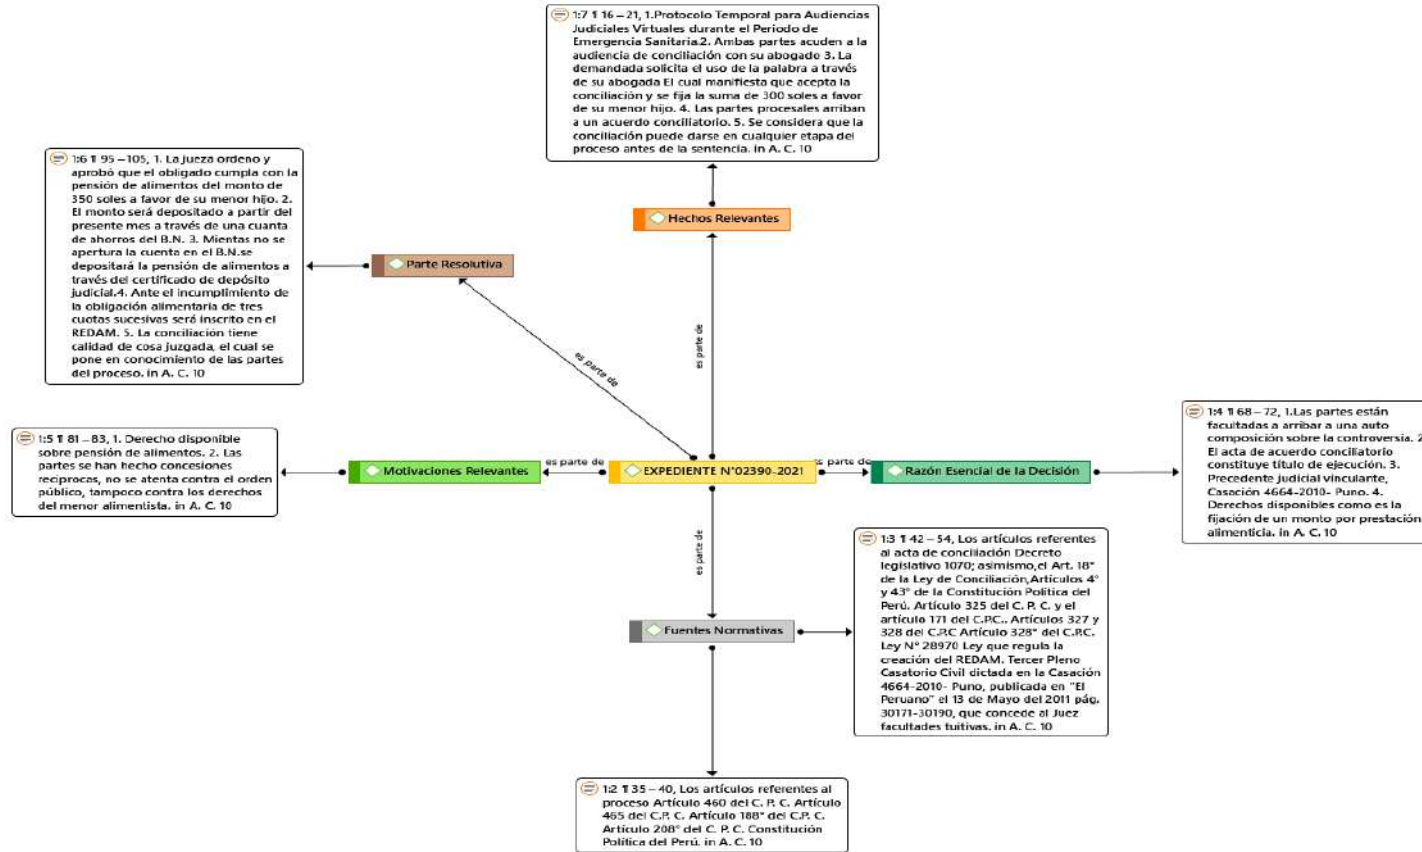 1:7 ¶ 16 – 21, 1.Protocolo Temporal para Audiencias
Judiciales Virtuales durante el Periodo de
Emergencia Sanitaria.2. Ambas partes acuden a la
audiencia de conciliación con su abogado 3. La
demandada solicita el uso de la palabra a través
de su abogada El cual manifiesta que acepta la
conciliación y se fija la suma de 300 soles a favor
de su menor hijo. 4. Las partes procesales arriban
a un acuerdo conciliatorio. 5. Se considera que la
conciliación puede darse en cualquier etapa del
proceso antes de la sentencia. in A. C. 10
Hechos Relevantes
1:6 ¶ 95 – 105, 1. La jueza ordeno y
aprobó que el obligado cumpla con la
pensión de alimentos del monto de
350 soles a favor de su menor hijo. 2.
El monto será depositado a partir del
presente mes a través de una cuanta
de ahorros del B.N. 3. Mientas no se
apertura la cuenta en el B.N.se
depositará la pensión de alimentos a
través del certificado de depósito
judicial.4. Ante el incumplimiento de
la obligación alimentaria de tres
cuotas sucesivas será inscrito en el
REDAM. 5. La conciliación tiene
calidad de cosa juzgada, el cual se
pone en conocimiento de las partes
del proceso. in A. C. 10
Parte Resolutiva
es parte de
es parte de
1:5 ¶ 81 – 83, 1. Derecho disponible
sobre pensión de alimentos. 2. Las
partes se han hecho concesiones
reciprocas, no se atenta contra el orden
público, tampoco contra los derechos
del menor alimentista. in A. C. 10
Motivaciones Relevantes
es parte de
EXPEDIENTE N°02390-2021
es parte de
Razón Esencial de la Decisión
1:4 ¶ 68 – 72, 1.Las partes están
facultadas a arribar a una auto
composición sobre la controversia. 2
El acta de acuerdo conciliatorio
constituye título de ejecución. 3.
Precedente judicial vinculante,
Casación 4664-2010- Puno. 4.
Derechos disponibles como es la
fijación de un monto por prestación
alimenticia. in A. C. 10
es parte de
Fuentes Normativas
1:3 ¶ 42 – 54, Los artículos referentes
al acta de conciliación Decreto
legislativo 1070; asimismo,el Art. 18°
de la Ley de Conciliación,Artículos 4°
y 43° de la Constitución Política del
Perú. Artículo 325 del C. P. C. y el
artículo 171 del C.P.C.. Artículos 327 y
328 del C.P.C Artículo 328° del C.P.C.
Ley N° 28970 Ley que regula la
creación del REDAM. Tercer Pleno
Casatorio Civil dictada en la Casación
4664-2010- Puno, publicada en "El
Peruano" el 13 de Mayo del 2011 pág.
30171-30190, que concede al Juez
facultades tuitivas. in A. C. 10
1:2 ¶ 35 – 40, Los artículos referentes al
proceso Artículo 460 del C. P. C. Artículo
465 del C.P. C. Artículo 188° del C.P. C.
Artículo 208° del C. P. C. Constitución
Política del Perú. in A. C. 10